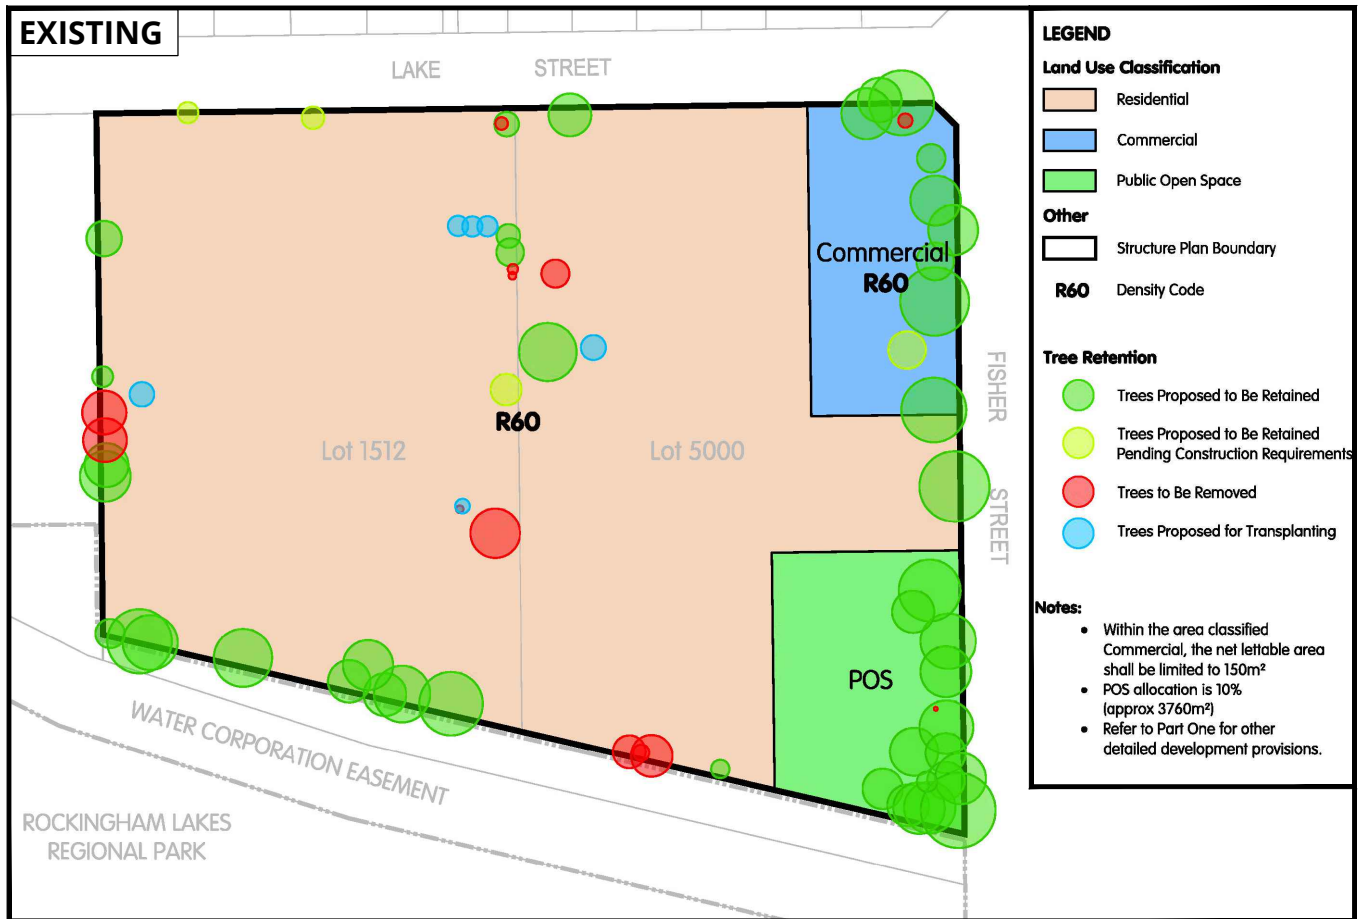 EXISTING
LAKE STREET
Commercial
R60
FISHER STREET
R60
Lot 1512
Lot 5000
POS
WATER CORPORATION EASEMENT
ROCKINGHAM LAKES
REGIONAL PARK
LEGEND
Land Use Classification
Residential
Commercial
Public Open Space
Other
Structure Plan Boundary
R60 Density Code
Tree Retention
Trees Proposed to Be Retained
Trees Proposed to Be Retained
Pending Construction Requirements
Trees to Be Removed
Trees Proposed for Transplanting
Notes:
• Within the area classified
Commercial, the net lettable area
shall be limited to 150m²
• POS allocation is 10%
(approx 3760m²)
• Refer to Part One for other
detailed development provisions.